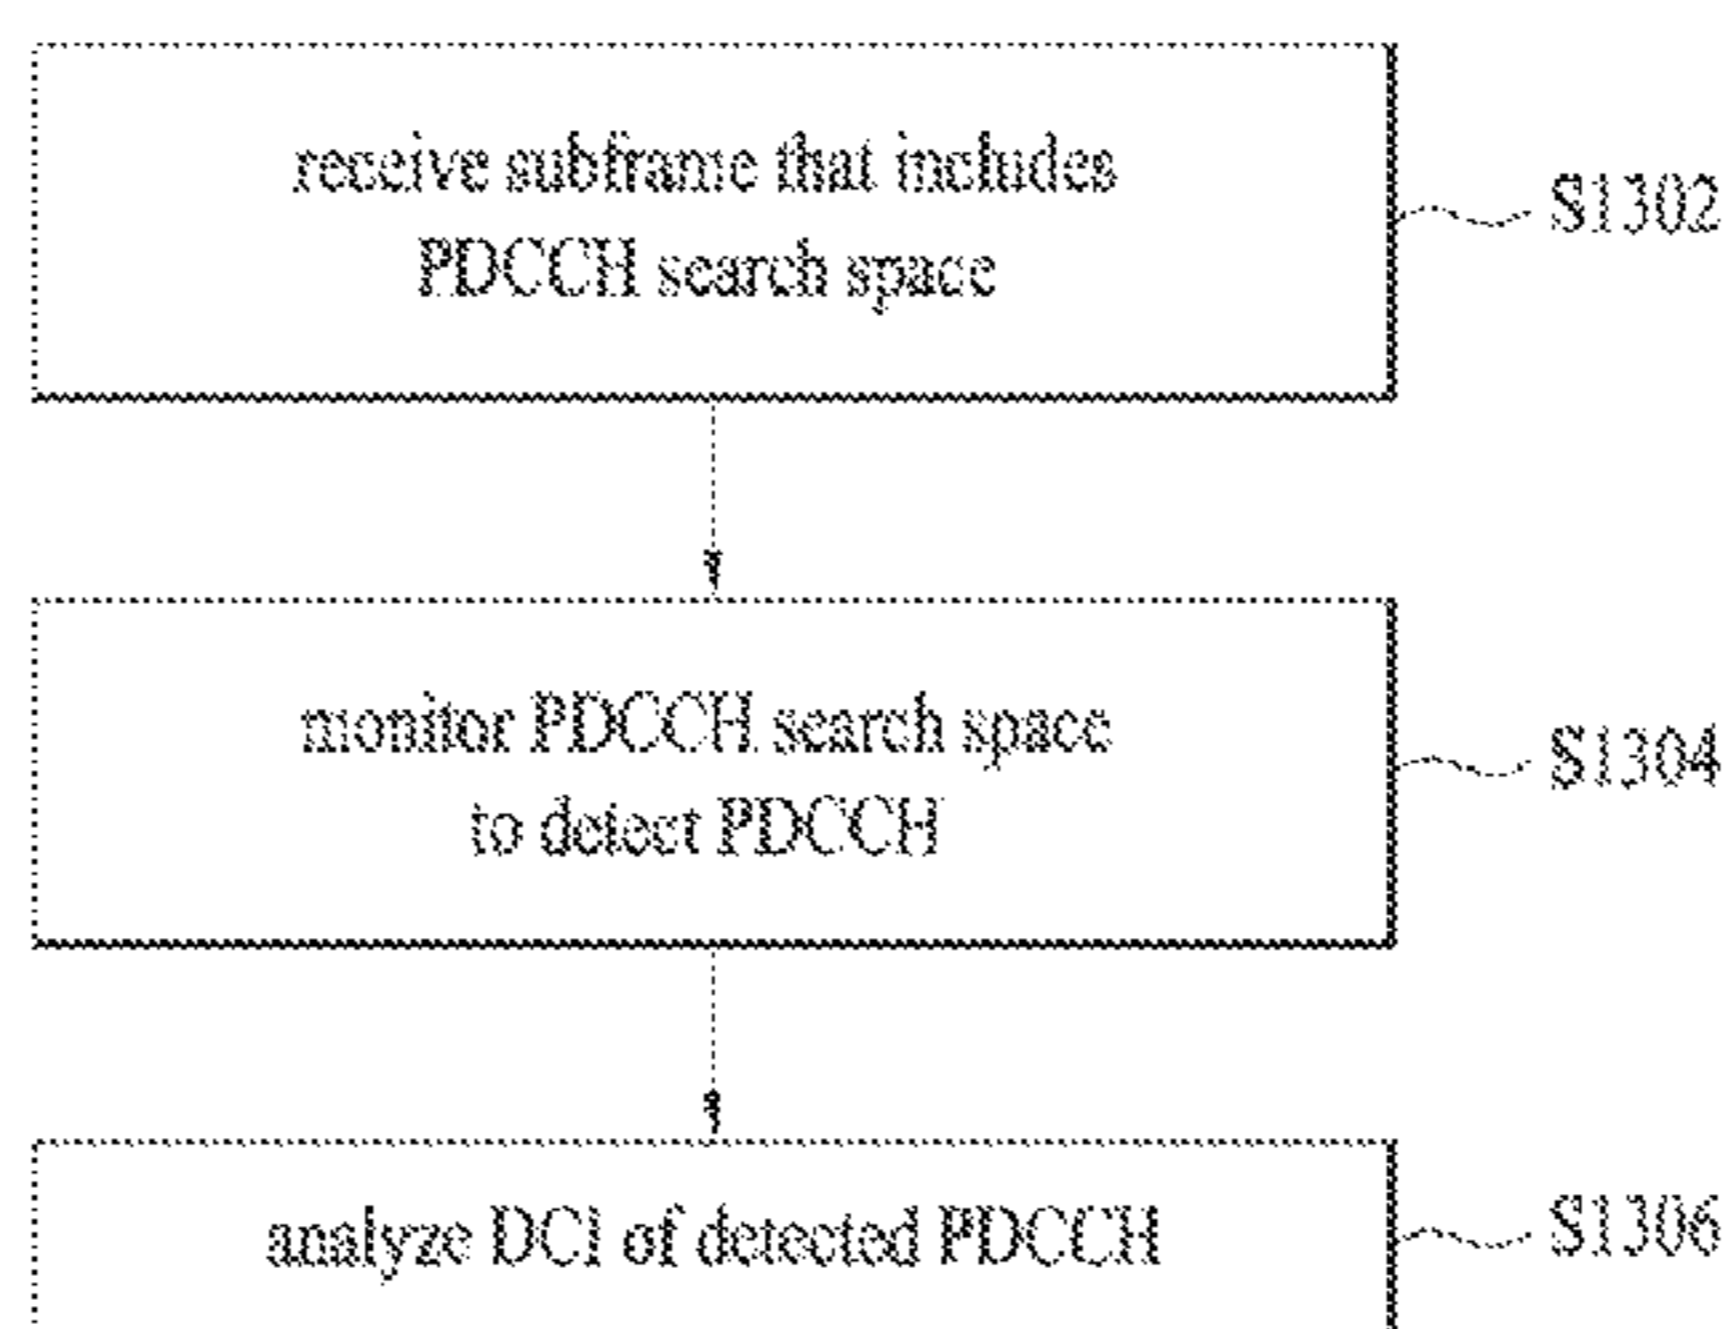 receive subframe that includes
PDCCH search space
S1302
monitor PDCCH search space
to detect PDCCH
S1304
analyze DCI of detected PDCCH
S1306